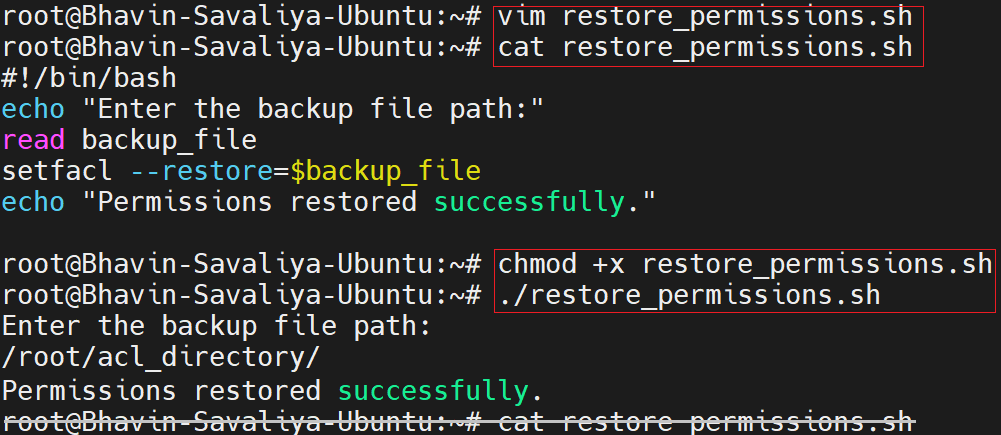 root@Bhavin-Savaliya-Ubuntu:~# vim restore_permissions.sh
root@Bhavin-Savaliya-Ubuntu:~# cat restore_permissions.sh
#!/bin/bash
echo "Enter the backup file path:"
read backup_file
setfacl --restore=$backup_file
echo "Permissions restored successfully."
root@Bhavin-Savaliya-Ubuntu:~# chmod +x restore_permissions.sh
root@Bhavin-Savaliya-Ubuntu:~# ./restore_permissions.sh
Enter the backup file path:
/root/acl_directory/
Permissions restored successfully.
root@Bhavin-Savaliya-Ubuntu:~# cat restore_permissions.sh